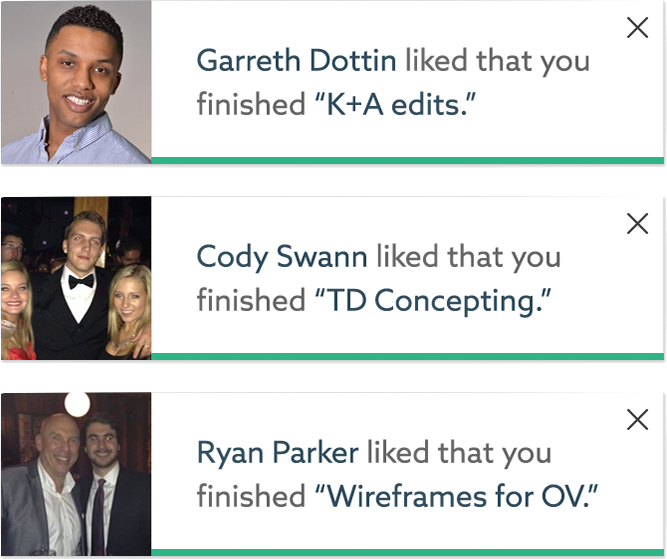 Garreth Dottin liked that you
finished “K+A edits.”
Cody Swann liked that you
finished “TD Concepting.”
Ryan Parker liked that you
finished “Wireframes for OV.”